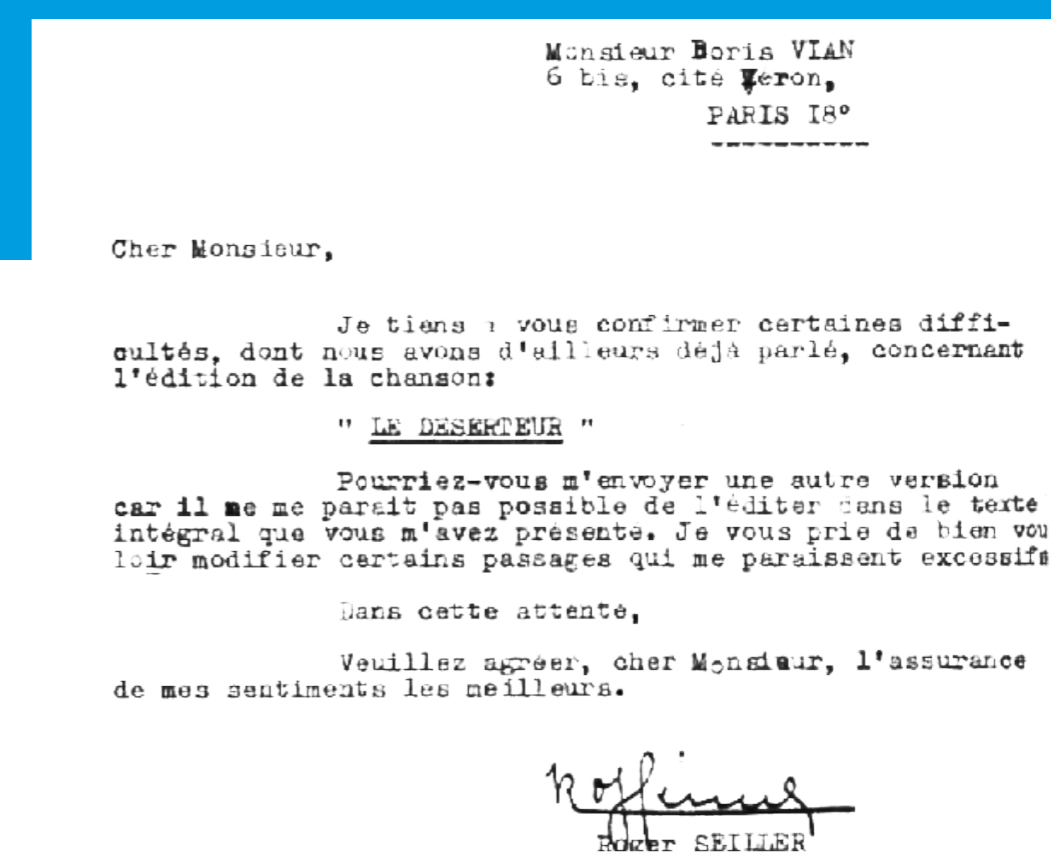 Monsieur Boris VIAN
6 bis, cité Véron,
PARIS I8°
Cher Monsieur,
Je tiens à vous confirmer certaines diffi-
cultés, dont nous avons d'ailleurs déjà parlé, concernant
l'édition de la chanson:
" LE DESERTEUR "
Pourriez-vous m'envoyer une autre version
car il me me paraît pas possible de l'éditer dans le texte
intégral que vous m'avez présenté. Je vous prie de bien vou
loir modifier certains passages qui me paraissent excessifs
Dans cette attente,
Veuillez agréer, cher Monsieur, l'assurance
de mes sentiments les meilleurs.
Roger SEILLER